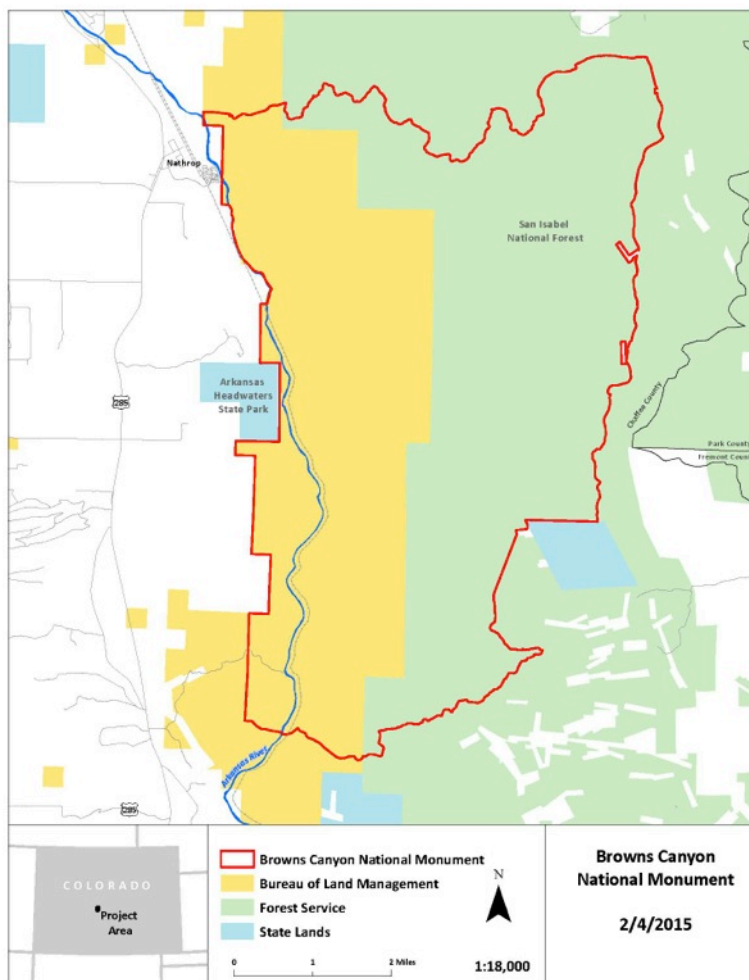 Nathrop
San Isabel
National Forest
Arkansas
Headwaters
State Park
285
Chaffee County
Park County
Fremont Coun
Arkansas River
285
COLORADO
Project
Area
Browns Canyon National Monument
Bureau of Land Management
Forest Service
State Lands
0 1 2 Miles
N
1:18,000
Browns Canyon
National Monument
2/4/2015